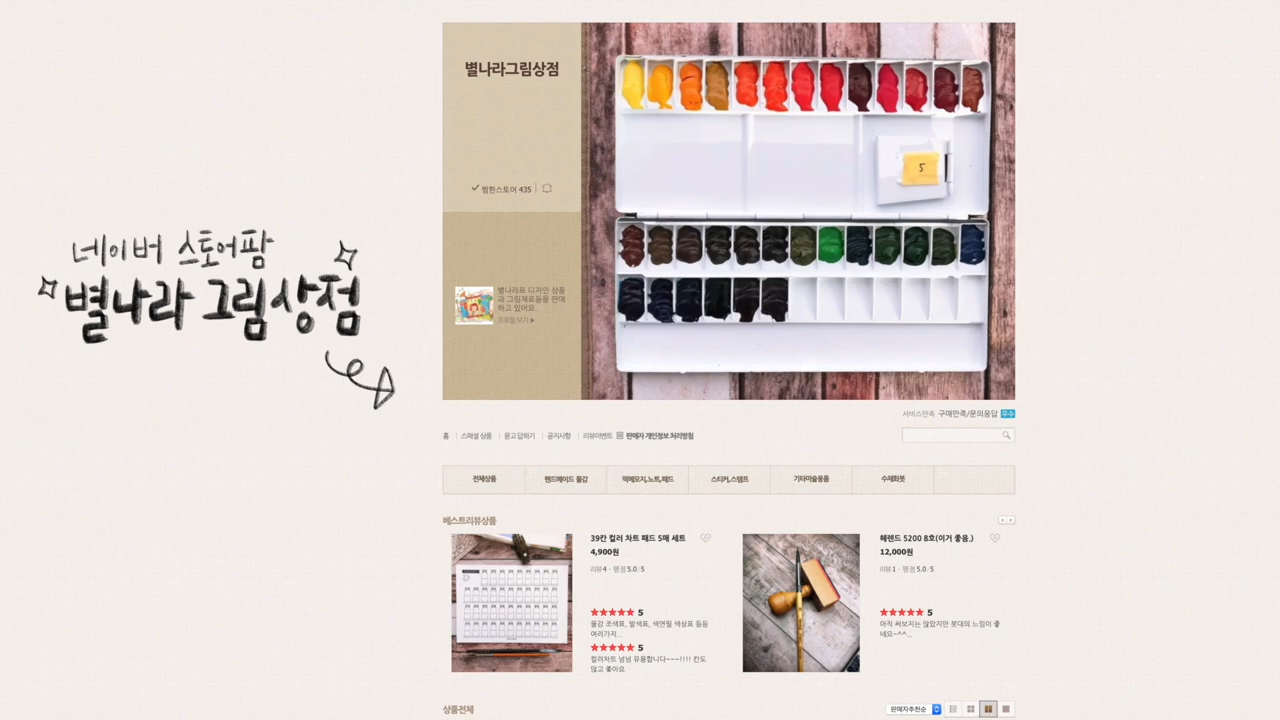 네이버 스토어팜
별나라 그림상점
별나라그림상점
찜한스토어 435
별나라표 디자인 상품
과 그림재료등을 판매
하고 있어요.
프로필 보기 ▶
5
서비스만족 구매만족/문의응답 우수
홈 스페셜 상품 묻고 답하기 공지사항 리뷰이벤트 판매자 개인정보 처리방침
전체상품 핸드메이드 물감 떡메모지,노트,패드 스티커,스탬프 기타미술용품 수채화붓
베스트리뷰상품
39칸 컬러 차트 패드 5매 세트
4,900원
리뷰4 · 평점5.0/5
★★★★★ 5
물감 조색표, 발색표, 색연필 색상표 등등
여러가지...
★★★★★ 5
컬러차트 넘넘 유용합니다~~~!!!! 칸도
많고 좋아요
헤렌드 5200 8호(이거 좋음.)
12,000원
리뷰1 · 평점5.0/5
★★★★★ 5
아직 써보지는 않았지만 붓대의 느낌이 좋
네요~^^...
상품전체
판매자추천순